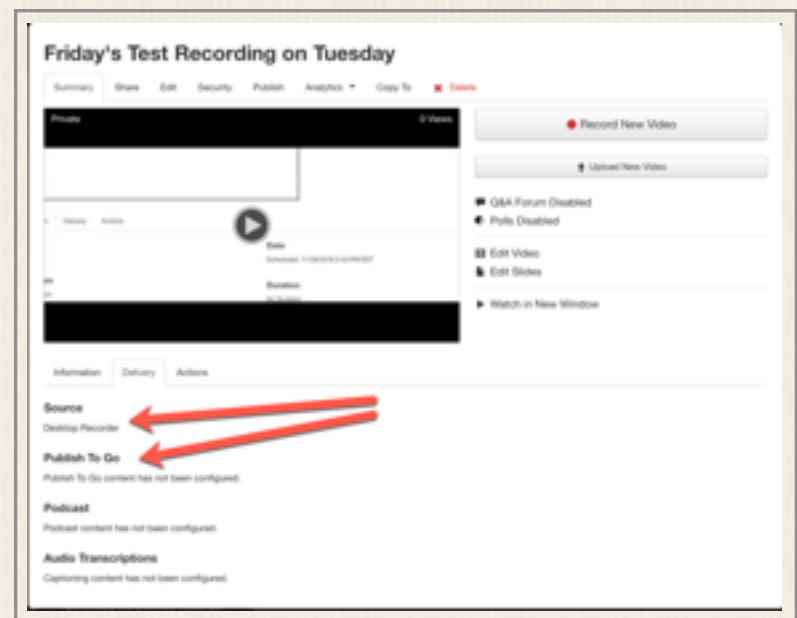 Friday's Test Recording on Tuesday
Summary Share Edit Security Publish Analytics Copy To Delete
Private 0 Views
Record New Video
Upload New Video
Q&A Forum Disabled
Polls Disabled
Delivery Actions
Date
Edit Video
Edit Slides
Duration
Watch in New Window
Information Delivery Actions
Source
Desktop Recorder
Publish To Go
Publish To Go content has not been configured.
Podcast
Podcast content has not been configured.
Audio Transcriptions
Captioning content has not been configured.